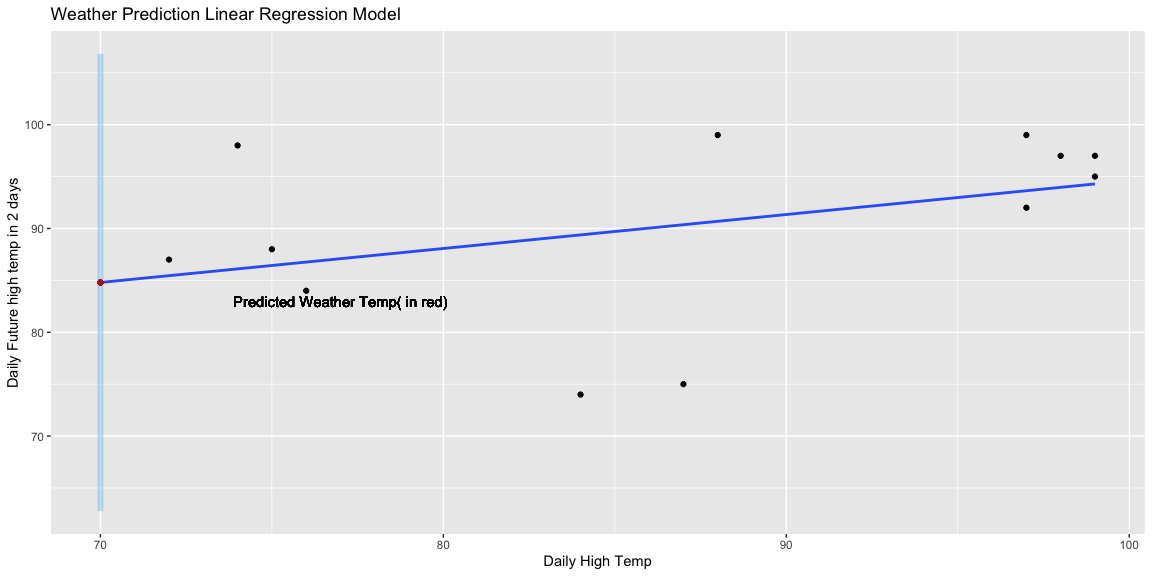 Weather Prediction Linear Regression Model
Daily Future high temp in 2 days
100
90
80
70
Predicted Weather Temp( in red)
70
80
90
100
Daily High Temp